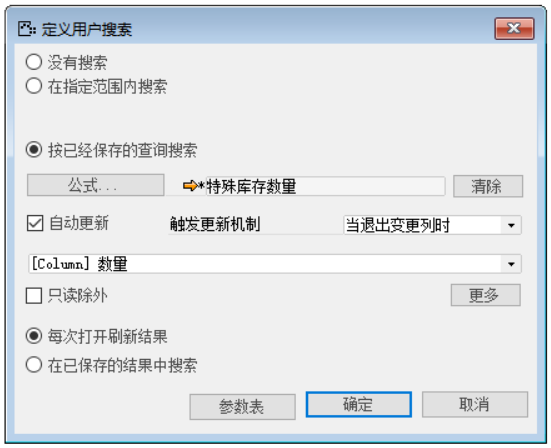 定义用户搜索
没有搜索
在指定范围内搜索
按已经保存的查询搜索
公式... *特殊库存数量 清除
自动更新 触发更新机制 当退出变更列时
[Column] 数量
只读除外 更多
每次打开刷新结果
在已保存的结果中搜索
参数表 确定 取消